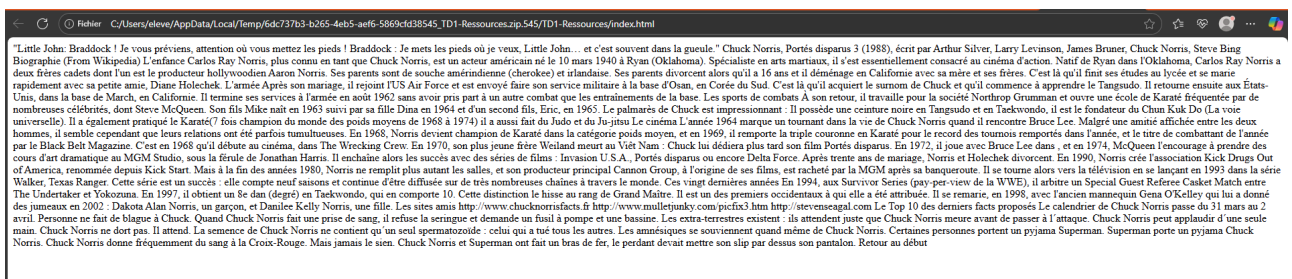 Fichier
C:/Users/eleve/AppData/Local/Temp/6dc737b3-b265-4eb5-aef6-5869cfd38545_TD1-Ressources.zip.545/TD1-Ressources/index.html
"Little John: Braddock ! Je vous préviens, attention où vous mettez les pieds ! Braddock : Je mets les pieds où je veux, Little John… et c'est souvent dans la gueule." Chuck Norris, Portés disparus 3 (1988), écrit par Arthur Silver, Larry Levinson, James Bruner, Chuck Norris, Steve Bing
Biographie (From Wikipedia) L'enfance Carlos Ray Norris, plus connu en tant que Chuck Norris, est un acteur américain né le 10 mars 1940 à Ryan (Oklahoma). Spécialiste en arts martiaux, il s'est essentiellement consacré au cinéma d'action. Natif de Ryan dans l'Oklahoma, Carlos Ray Norris a
deux frères cadets dont l'un est le producteur hollywoodien Aaron Norris. Ses parents sont de souche amérindienne (cherokee) et irlandaise. Ses parents divorcent alors qu'il a 16 ans et il déménage en Californie avec sa mère et ses frères. C'est là qu'il finit ses études au lycée et se marie
rapidement avec sa petite amie, Diane Holechek. L'armée Après son mariage, il rejoint l'US Air Force et est envoyé faire son service militaire à la base d'Osan, en Corée du Sud. C'est là qu'il acquiert le surnom de Chuck et qu'il commence à apprendre le Tangsudo. Il retourne ensuite aux États-
Unis, dans la base de March, en Californie. Il termine ses services à l'armée en août 1962 sans avoir pris part à un autre combat que les entraînements de la base. Les sports de combats À son retour, il travaille pour la société Northrop Grumman et ouvre une école de Karaté fréquentée par de
nombreuses célébrités, dont Steve McQueen. Son fils Mike naît en 1963 suivi par sa fille Dina en 1964 et d'un second fils, Eric, en 1965. Le palmarès de Chuck est impressionnant : Il possède une ceinture noire en Tangsudo et en Taekwondo, il est le fondateur du Chun Kuk Do (La voie
universelle). Il a également pratiqué le Karaté(7 fois champion du monde des poids moyens de 1968 à 1974) il a aussi fait du Judo et du Ju-jitsu Le cinéma L'année 1964 marque un tournant dans la vie de Chuck Norris quand il rencontre Bruce Lee. Malgré une amitié affichée entre les deux
hommes, il semble cependant que leurs relations ont été parfois tumultueuses. En 1968, Norris devient champion de Karaté dans la catégorie poids moyen, et en 1969, il remporte la triple couronne en Karaté pour le record des tournois remportés dans l'année, et le titre de combattant de l'année
par le Black Belt Magazine. C'est en 1968 qu'il débute au cinéma, dans The Wrecking Crew. En 1970, son plus jeune frère Weiland meurt au Viêt Nam : Chuck lui dédiera plus tard son film Portés disparus. En 1972, il joue avec Bruce Lee dans , et en 1974, McQueen l'encourage à prendre des
cours d'art dramatique au MGM Studio, sous la férule de Jonathan Harris. Il enchaîne alors les succès avec des séries de films : Invasion U.S.A., Portés disparus ou encore Delta Force. Après trente ans de mariage, Norris et Holechek divorcent. En 1990, Norris crée l'association Kick Drugs Out
of America, renommée depuis Kick Start. Mais à la fin des années 1980, Norris ne remplit plus autant les salles, et son producteur principal Cannon Group, à l'origine de ses films, est racheté par la MGM après sa banqueroute. Il se tourne alors vers la télévision en se lançant en 1993 dans la série
Walker, Texas Ranger. Cette série est un succès : elle compte neuf saisons et continue d'être diffusée sur de très nombreuses chaînes à travers le monde. Ces vingt dernières années En 1994, aux Survivor Series (pay-per-view de la WWE), il arbitre un Special Guest Referee Casket Match entre
The Undertaker et Yokozuna. En 1997, il obtient un 8e dan (degré) en Taekwondo, qui en comporte 10. Cette distinction le hisse au rang de Grand Maître. Il est un des premiers occidentaux à qui elle a été attribuée. Il se remarie, en 1998, avec l'ancien mannequin Gena O'Kelley qui lui a donné
des jumeaux en 2002 : Dakota Alan Norris, un garçon, et Danilee Kelly Norris, une fille. Les sites amis http://www.chucknorrisfacts.fr http://www.mulletjunky.com/picfix3.htm http://stevenseagal.com Le Top 10 des derniers facts proposés Le calendrier de Chuck Norris passe du 31 mars au 2
avril. Personne ne fait de blague à Chuck. Quand Chuck Norris fait une prise de sang, il refuse la seringue et demande un fusil à pompe et une bassine. Les extra-terrestres existent : ils attendent juste que Chuck Norris meure avant de passer à l´attaque. Chuck Norris peut applaudir d´une seule
main. Chuck Norris ne dort pas. Il attend. La semence de Chuck Norris ne contient qu´un seul spermatozoïde : celui qui a tué tous les autres. Les amnésiques se souviennent quand même de Chuck Norris. Certaines personnes portent un pyjama Superman. Superman porte un pyjama Chuck
Norris. Chuck Norris donne fréquemment du sang à la Croix-Rouge. Mais jamais le sien. Chuck Norris et Superman ont fait un bras de fer, le perdant devait mettre son slip par dessus son pantalon. Retour au début